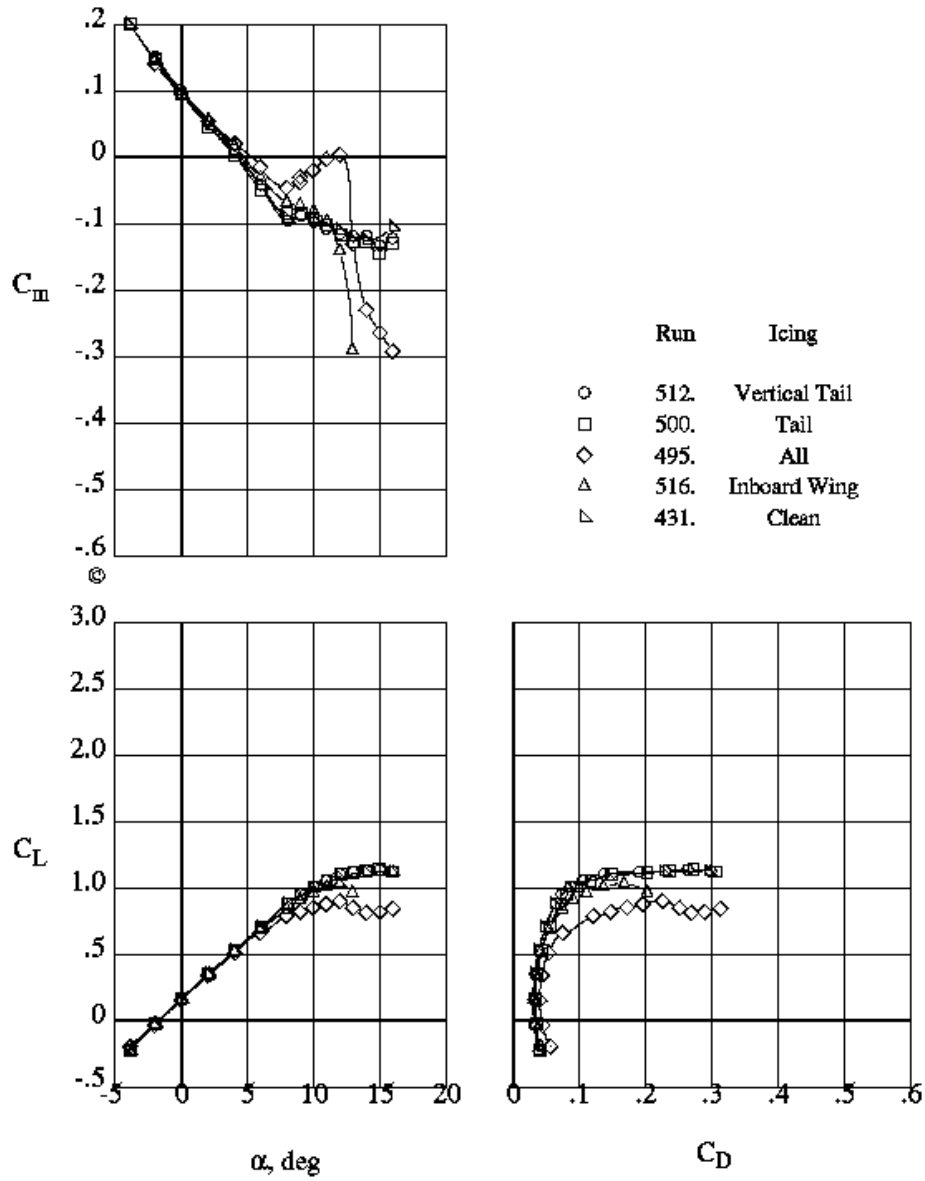 .2
.1
0
-.1
C_m
-.2
-.3
-.4
-.5
-.6
©
Run Icing
512. Vertical Tail
500. Tail
495. All
516. Inboard Wing
431. Clean
3.0
2.5
2.0
1.5
C_L
1.0
.5
0
-.5
-5 0 5 10 15 20
α, deg
0 .1 .2 .3 .4 .5 .6
C_D